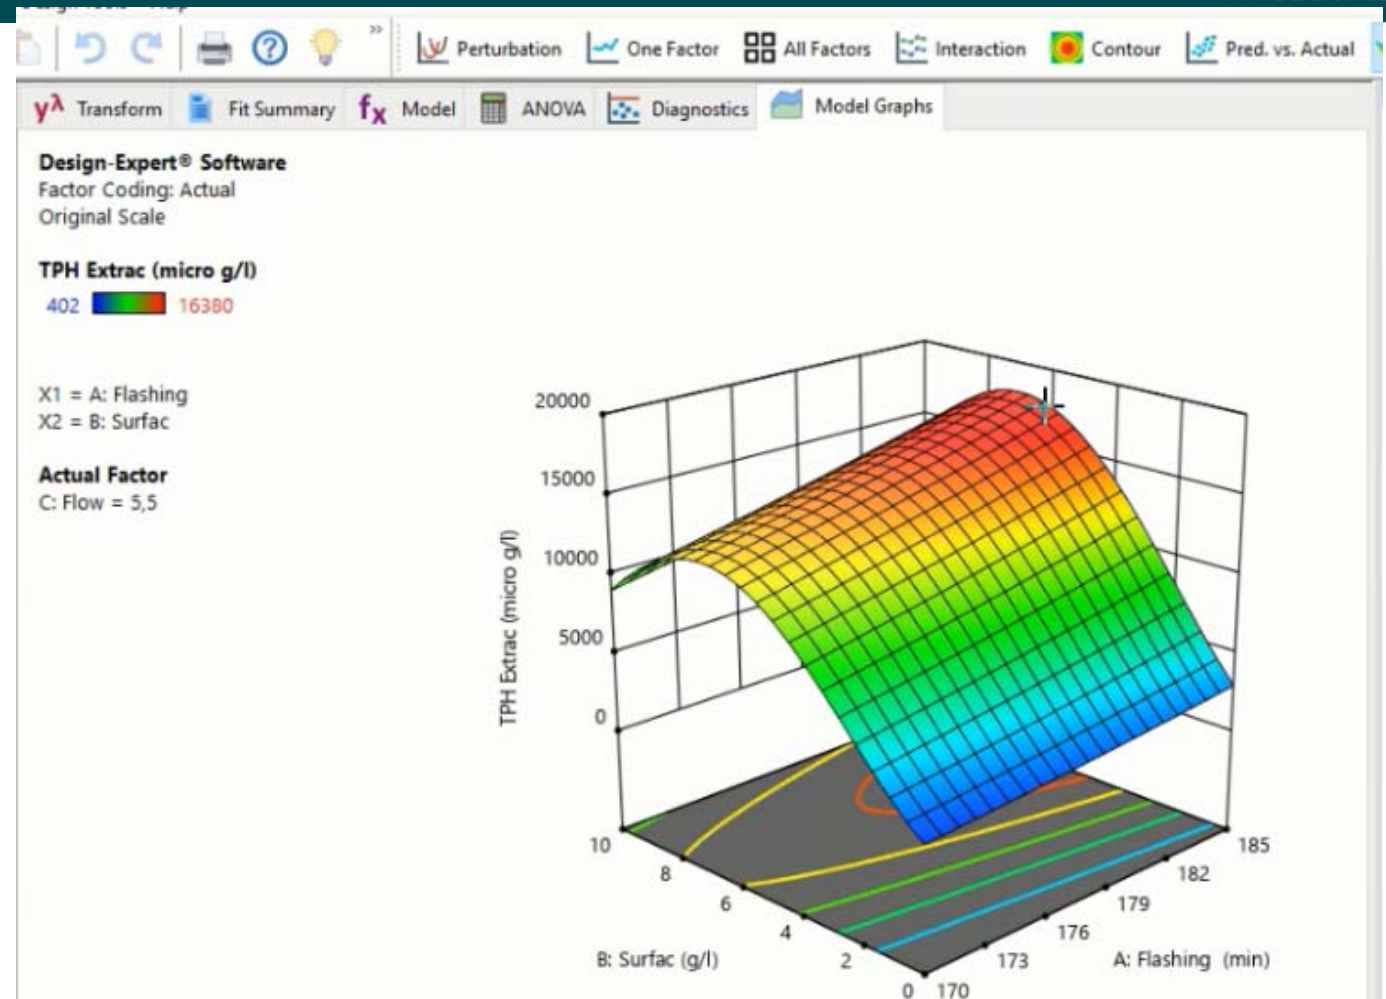 Perturbation One Factor All Factors Interaction Contour Pred. vs. Actual
yλ Transform Fit Summary fx Model ANOVA Diagnostics Model Graphs
Design-Expert® Software
Factor Coding: Actual
Original Scale
TPH Extrac (micro g/l)
402 16380
X1 = A: Flashing
X2 = B: Surfac
Actual Factor
C: Flow = 5,5
20000
15000
10000
5000
0
TPH Extrac (micro g/l)
10
8
6
4
2
0
B: Surfac (g/l)
170
173
176
179
182
185
A: Flashing (min)